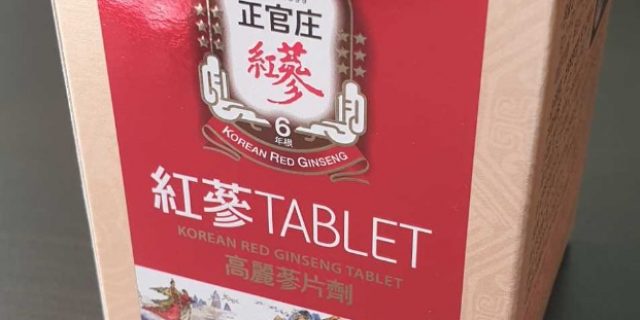 正官庄
紅蔘
6
年根
KOREAN RED GINSENG
紅蔘TABLET
KOREAN RED GINSENG TABLET
高麗蔘片劑